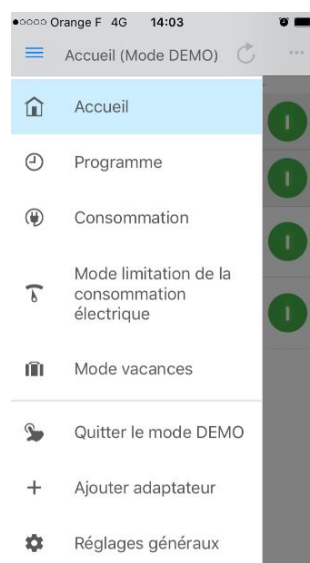 Orange F 4G 14:03
Accueil (Mode DEMO)
Accueil
Programme
Consommation
Mode limitation de la
consommation
électrique
Mode vacances
Quitter le mode DEMO
Ajouter adaptateur
Réglages généraux